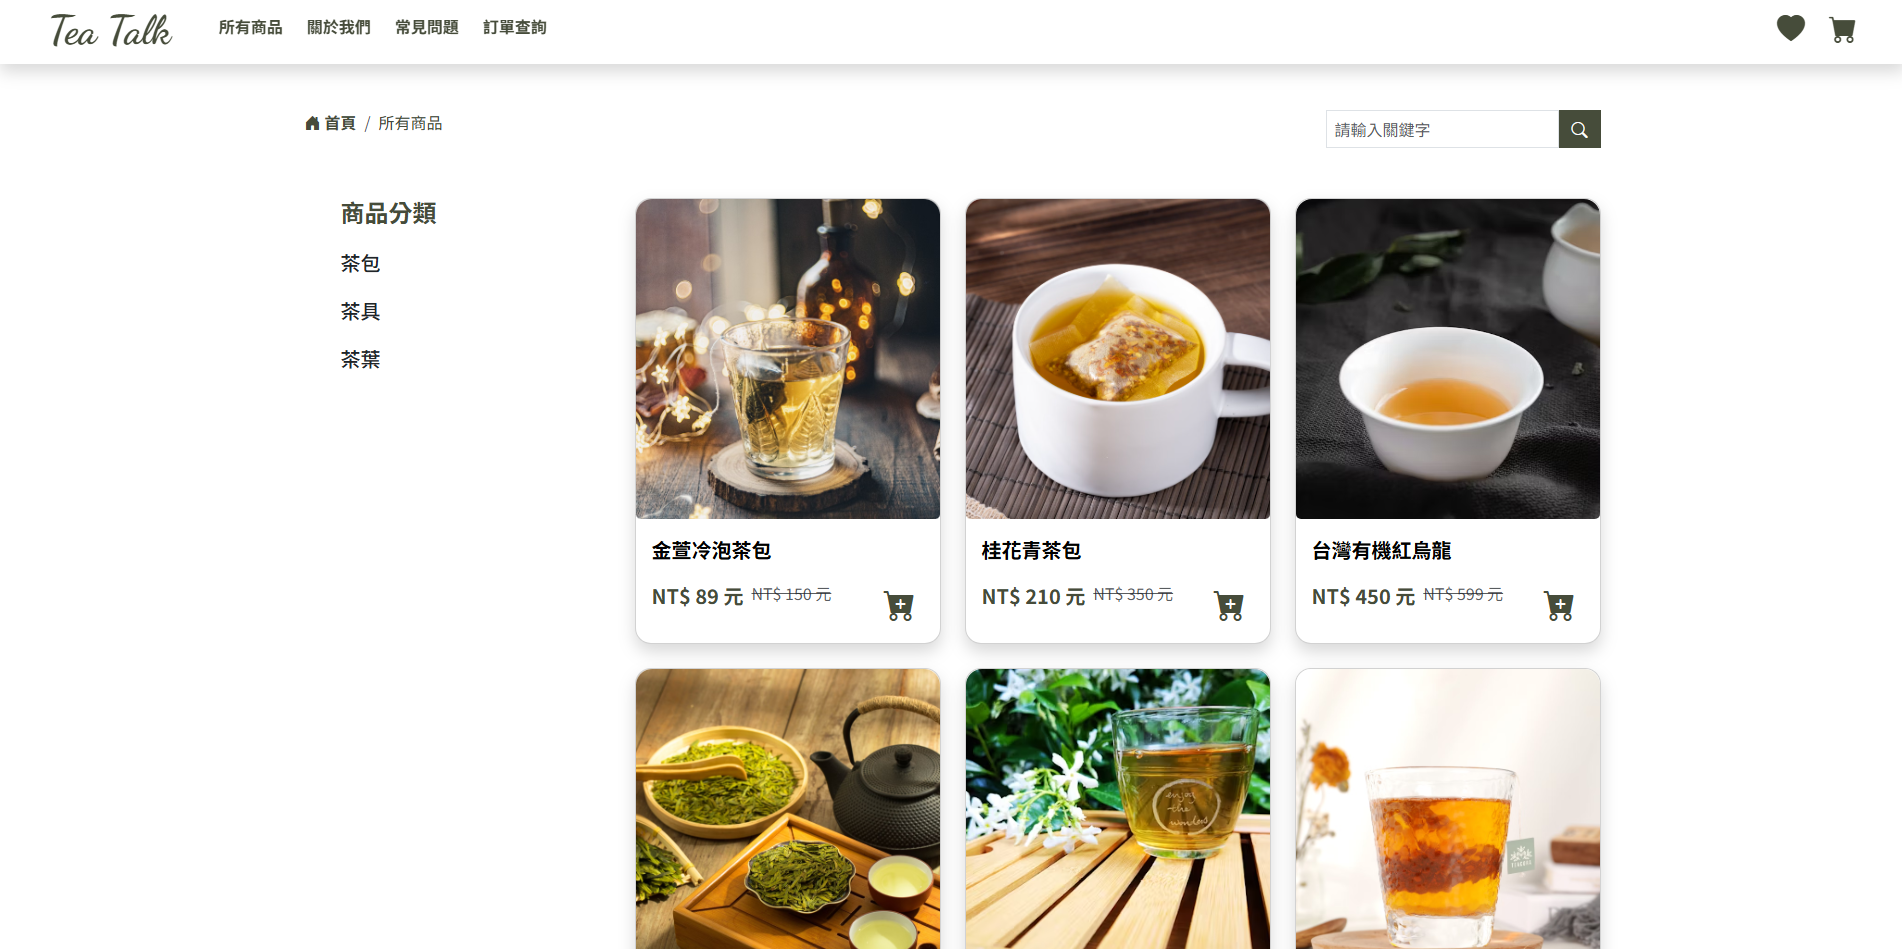 Tea Talk
所有商品
關於我們
常見問題
訂單查詢
首頁 / 所有商品
請輸入關鍵字
商品分類
茶包
茶具
茶葉
金萱冷泡茶包
NT$ 89 元 NT$ 150 元
桂花青茶包
NT$ 210 元 NT$ 350 元
台灣有機紅烏龍
NT$ 450 元 NT$ 599 元
enjoy
the
wonders